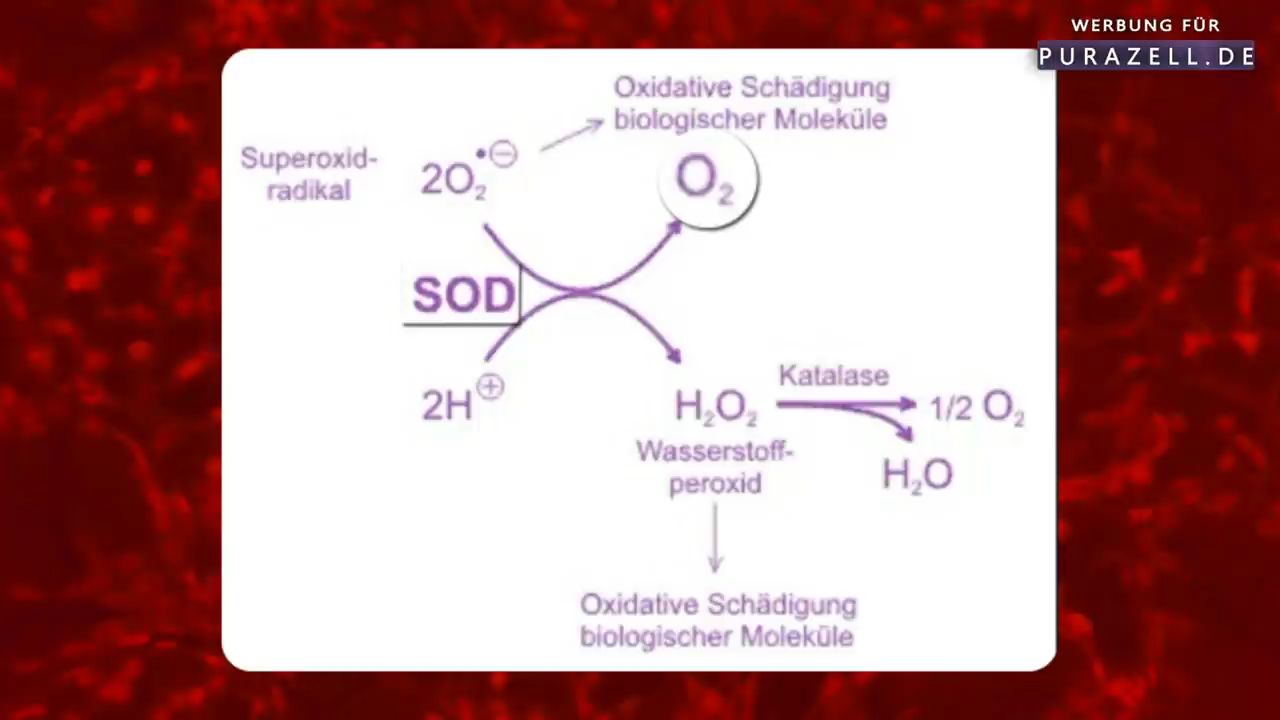 WERBUNG FÜR
PURAZELL.DE
Oxidative Schädigung
biologischer Moleküle
Superoxid-
radikal
2O₂•⊖
O₂
SOD
2H⊕
H₂O₂
Wasserstoff-
peroxid
Katalase
1/2 O₂
H₂O
Oxidative Schädigung
biologischer Moleküle